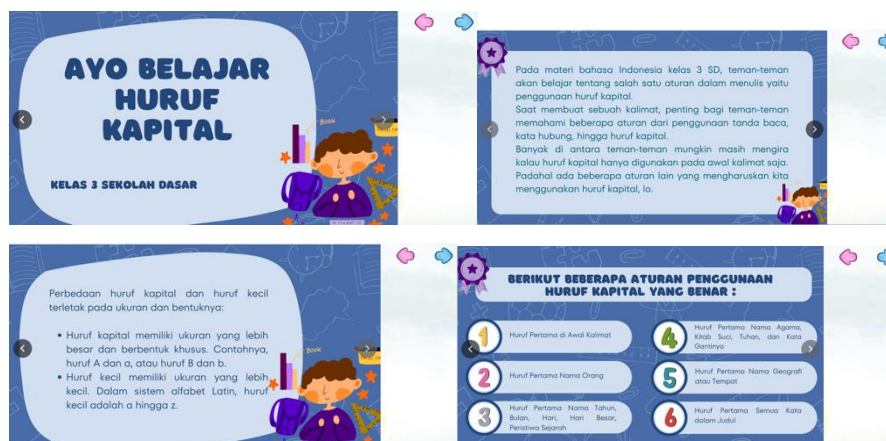 AYO BELAJAR
HURUF
KAPITAL
KELAS 3 SEKOLAH DASAR
Book
Pada materi bahasa Indonesia kelas 3 SD, teman-teman
akan belajar tentang salah satu aturan dalam menulis yaitu
penggunaan huruf kapital.
Saat membuat sebuah kalimat, penting bagi teman-teman
memahami beberapa aturan dari penggunaan tanda baca,
kata hubung, hingga huruf kapital.
Banyak di antara teman-teman mungkin masih mengira
kalau huruf kapital hanya digunakan pada awal kalimat saja.
Padahal ada beberapa aturan lain yang mengharuskan kita
menggunakan huruf kapital, lo.
Perbedaan huruf kapital dan huruf kecil
terletak pada ukuran dan bentuknya:
• Huruf kapital memiliki ukuran yang lebih
besar dan berbentuk khusus. Contohnya,
huruf A dan a, atau huruf B dan b.
• Huruf kecil memiliki ukuran yang lebih
kecil. Dalam sistem alfabet Latin, huruf
kecil adalah a hingga z.
Book
BERIKUT BEBERAPA ATURAN PENGGUNAAN
HURUF KAPITAL YANG BENAR :
1 Huruf Pertama di Awal Kalimat
2 Huruf Pertama Nama Orang
3 Huruf Pertama Nama Tahun,
Bulan, Hari, Hari Besar,
Peristiwa Sejarah
4 Huruf Pertama Nama Agama,
Kitab Suci, Tuhan, dan Kata
Gantinya
5 Huruf Pertama Nama Geografi
atau Tempat
6 Huruf Pertama Semua Kata
dalam Judul